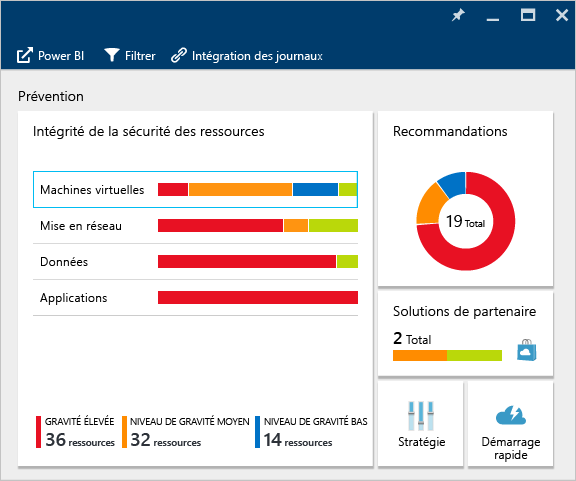 Power BI
Filtrer
Intégration des journaux
Prévention
Intégrité de la sécurité des ressources
Machines virtuelles
Mise en réseau
Données
Applications
GRAVITÉ ÉLEVÉE
36 ressources
NIVEAU DE GRAVITÉ MOYEN
32 ressources
NIVEAU DE GRAVITÉ BAS
14 ressources
Recommandations
19 Total
Solutions de partenaire
2 Total
Stratégie
Démarrage
rapide